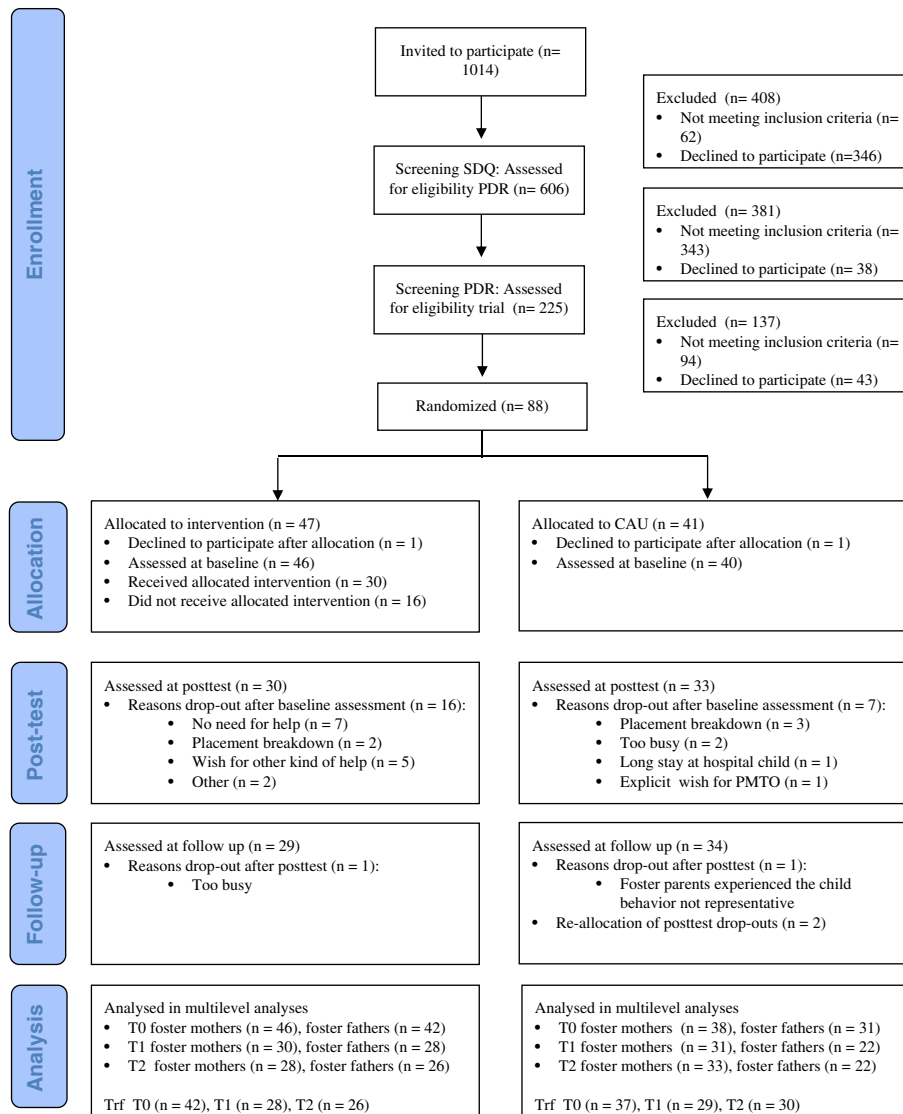 Enrollment
Invited to participate (n=
1014)
Excluded (n= 408)
• Not meeting inclusion criteria (n=
62)
• Declined to participate (n=346)
Screening SDQ: Assessed
for eligibility PDR (n= 606)
Excluded (n= 381)
• Not meeting inclusion criteria (n=
343)
• Declined to participate (n= 38)
Screening PDR: Assessed
for eligibility trial (n= 225)
Excluded (n= 137)
• Not meeting inclusion criteria (n=
94)
• Declined to participate (n= 43)
Randomized (n= 88)
Allocation
Allocated to intervention (n = 47)
• Declined to participate after allocation (n = 1)
• Assessed at baseline (n = 46)
• Received allocated intervention (n = 30)
• Did not receive allocated intervention (n = 16)
Allocated to CAU (n = 41)
• Declined to participate after allocation (n = 1)
• Assessed at baseline (n = 40)
Post-test
Assessed at posttest (n = 30)
• Reasons drop-out after baseline assessment (n = 16):
• No need for help (n = 7)
• Placement breakdown (n = 2)
• Wish for other kind of help (n = 5)
• Other (n = 2)
Assessed at posttest (n = 33)
• Reasons drop-out after baseline assessment (n = 7):
• Placement breakdown (n = 3)
• Too busy (n = 2)
• Long stay at hospital child (n = 1)
• Explicit wish for PMTO (n = 1)
Follow-up
Assessed at follow up (n = 29)
• Reasons drop-out after posttest (n = 1):
• Too busy
Assessed at follow up (n = 34)
• Reasons drop-out after posttest (n = 1):
• Foster parents experienced the child
behavior not representative
• Re-allocation of posttest drop-outs (n = 2)
Analysis
Analysed in multilevel analyses
• T0 foster mothers (n = 46), foster fathers (n = 42)
• T1 foster mothers (n = 30), foster fathers (n = 28)
• T2 foster mothers (n = 28), foster fathers (n = 26)
Trf T0 (n = 42), T1 (n = 28), T2 (n = 26)
Analysed in multilevel analyses
• T0 foster mothers (n = 38), foster fathers (n = 31)
• T1 foster mothers (n = 31), foster fathers (n = 22)
• T2 foster mothers (n = 33), foster fathers (n = 22)
Trf T0 (n = 37), T1 (n = 29), T2 (n = 30)